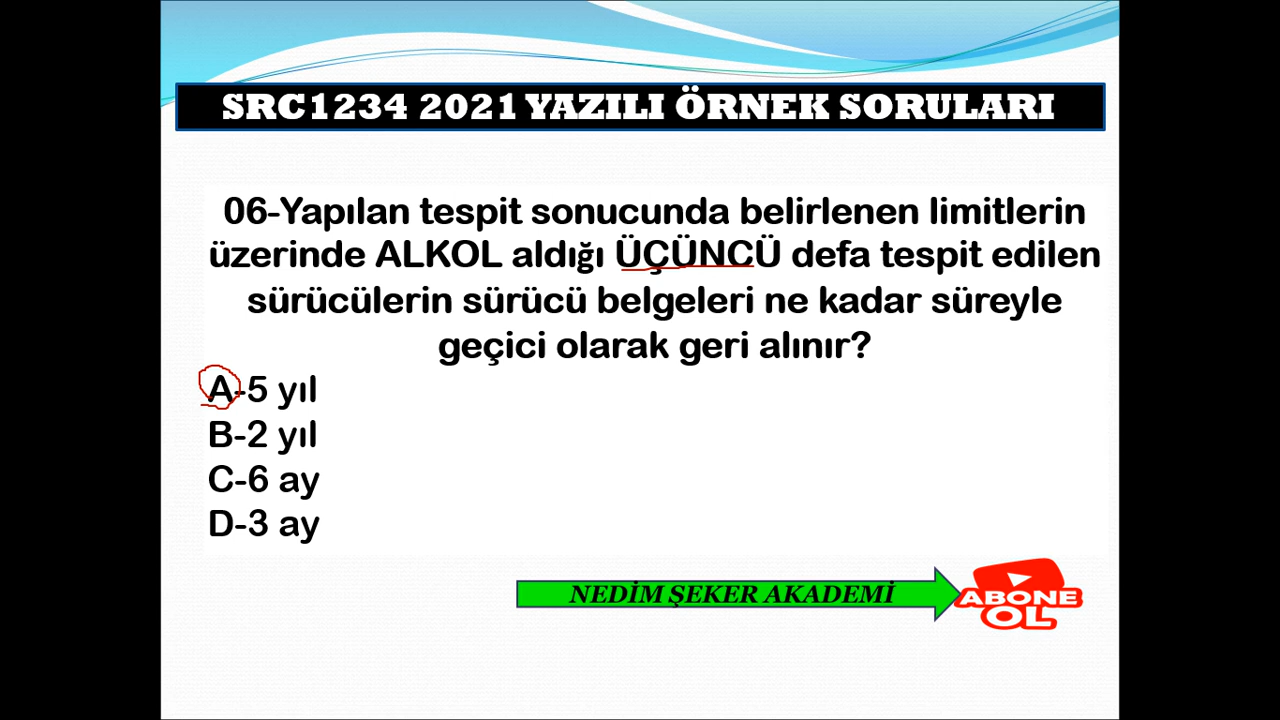 SRC1234 2021 YAZILI ÖRNEK SORULARI
06-Yapılan tespit sonucunda belirlenen limitlerin
üzerinde ALKOL aldığı ÜÇÜNCÜ defa tespit edilen
sürücülerin sürücü belgeleri ne kadar süreyle
geçici olarak geri alınır?
A-5 yıl
B-2 yıl
C-6 ay
D-3 ay
NEDİM ŞEKER AKADEMİ
ABONE
OL